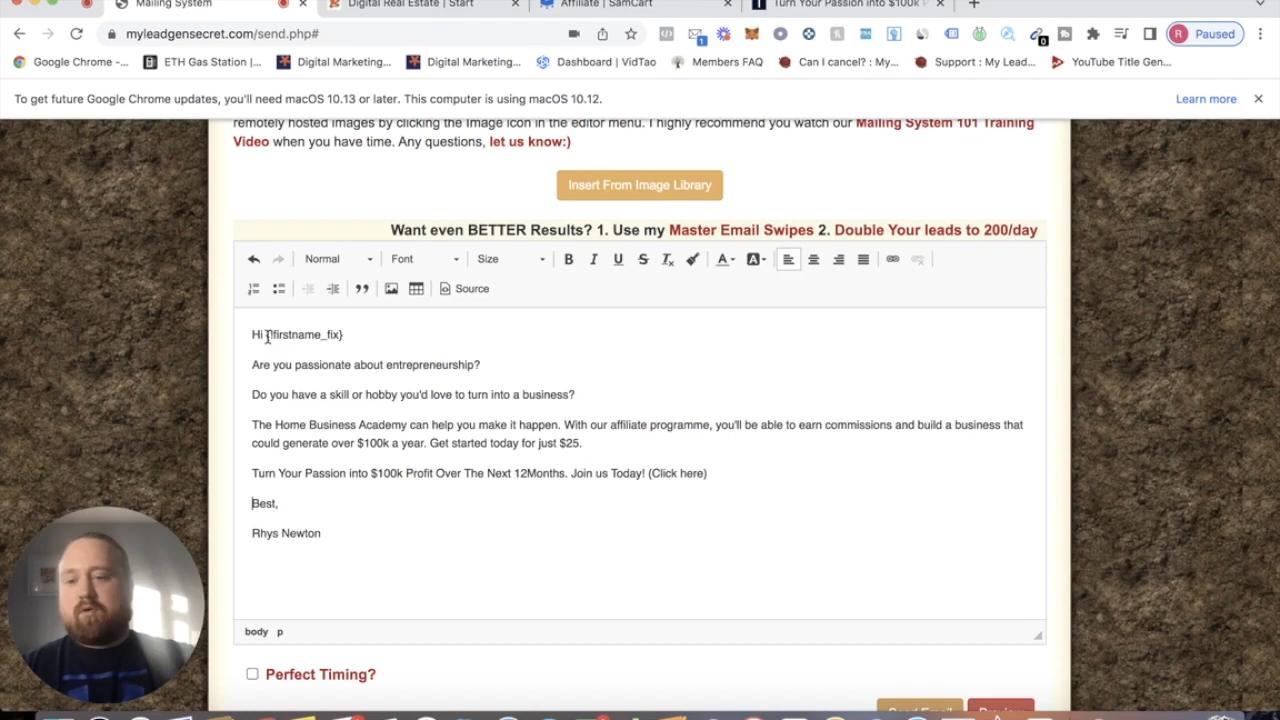 Mailing System
Digital Real Estate | Start
Affiliate | SamCart
Turn Your Passion into $100k P
myleadgensecret.com/send.php#
1
0
R Paused
Google Chrome -...
ETH Gas Station |...
Digital Marketing...
Digital Marketing...
Dashboard | VidTao
Members FAQ
Can I cancel? : My...
Support : My Lead...
YouTube Title Gen...
To get future Google Chrome updates, you'll need macOS 10.13 or later. This computer is using macOS 10.12.
Learn more
remotely hosted images by clicking the Image icon in the editor menu. I highly recommend you watch our Mailing System 101 Training
Video when you have time. Any questions, let us know:)
Insert From Image Library
Want even BETTER Results? 1. Use my Master Email Swipes 2. Double Your leads to 200/day
Normal
Font
Size
B I U S Tx A A
Source
Hi {!firstname_fix}
Are you passionate about entrepreneurship?
Do you have a skill or hobby you'd love to turn into a business?
The Home Business Academy can help you make it happen. With our affiliate programme, you'll be able to earn commissions and build a business that
could generate over $100k a year. Get started today for just $25.
Turn Your Passion into $100k Profit Over The Next 12Months. Join us Today! (Click here)
Best,
Rhys Newton
body p
Perfect Timing?
Send Email
Preview